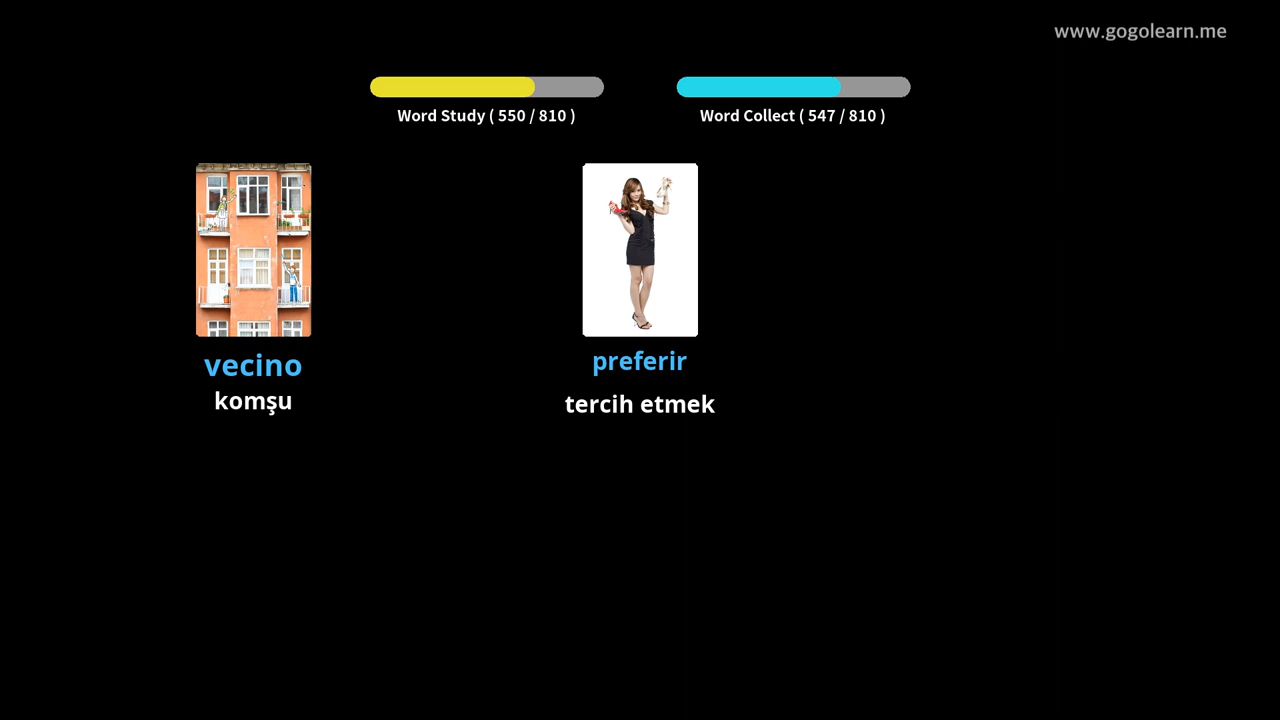 www.gogolearn.me
Word Study ( 550 / 810 )
Word Collect ( 547 / 810 )
vecino
komşu
preferir
tercih etmek